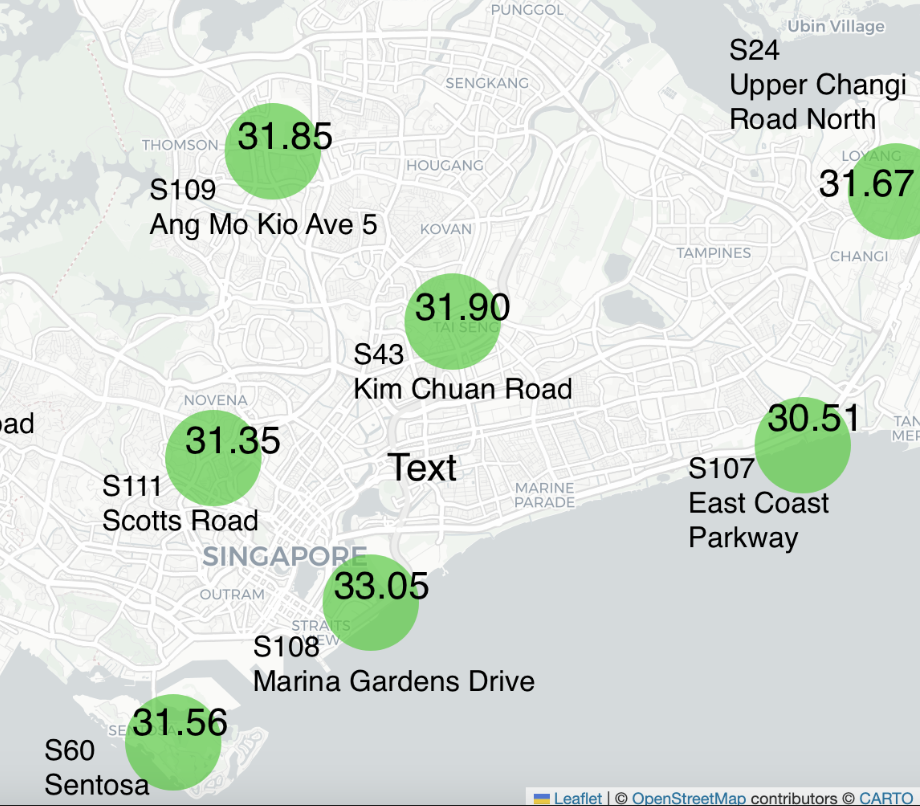 PUNGGOL
Ubin Village
S24
Upper Changi
Road North
SENGKANG
31.85
THOMSON
HOUGANG
LOYANG
31.67
S109
Ang Mo Kio Ave 5
KOVAN
TAMPINES
CHANGI
31.90
TAI SENG
S43
Kim Chuan Road
NOVENA
oad
31.35
30.51
TAN
MER
Text
S107
East Coast
Parkway
S111
Scotts Road
MARINE
PARADE
SINGAPORE
33.05
OUTRAM
STRAITS
VIEW
S108
Marina Gardens Drive
31.56
S60
Sentosa
Leaflet | © OpenStreetMap contributors © CARTO